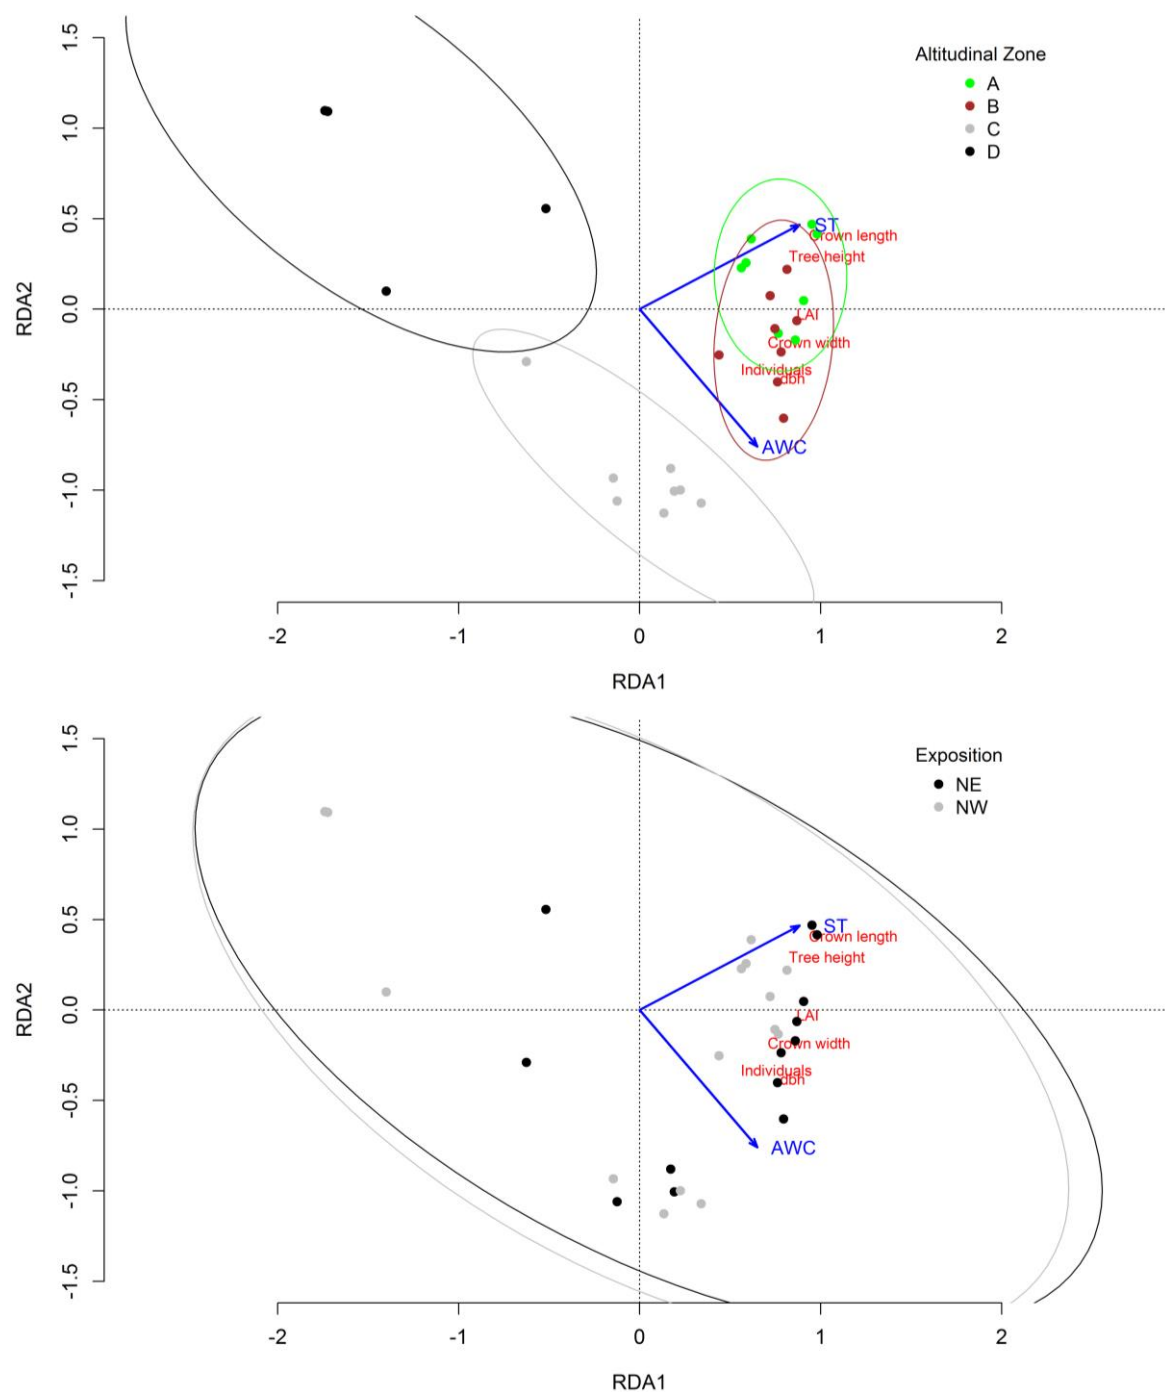 Altitudinal Zone
A
B
C
D
1.5
1.0
0.5
0.0
-0.5
-1.0
-1.5
RDA2
ST
Crown length
Tree height
LAI
Crown width
Individuals
dbh
AWC
-2 -1 0 1 2
RDA1
Exposition
NE
NW
1.5
1.0
0.5
0.0
-0.5
-1.0
-1.5
RDA2
ST
Crown length
Tree height
LAI
Crown width
Individuals
dbh
AWC
-2 -1 0 1 2
RDA1